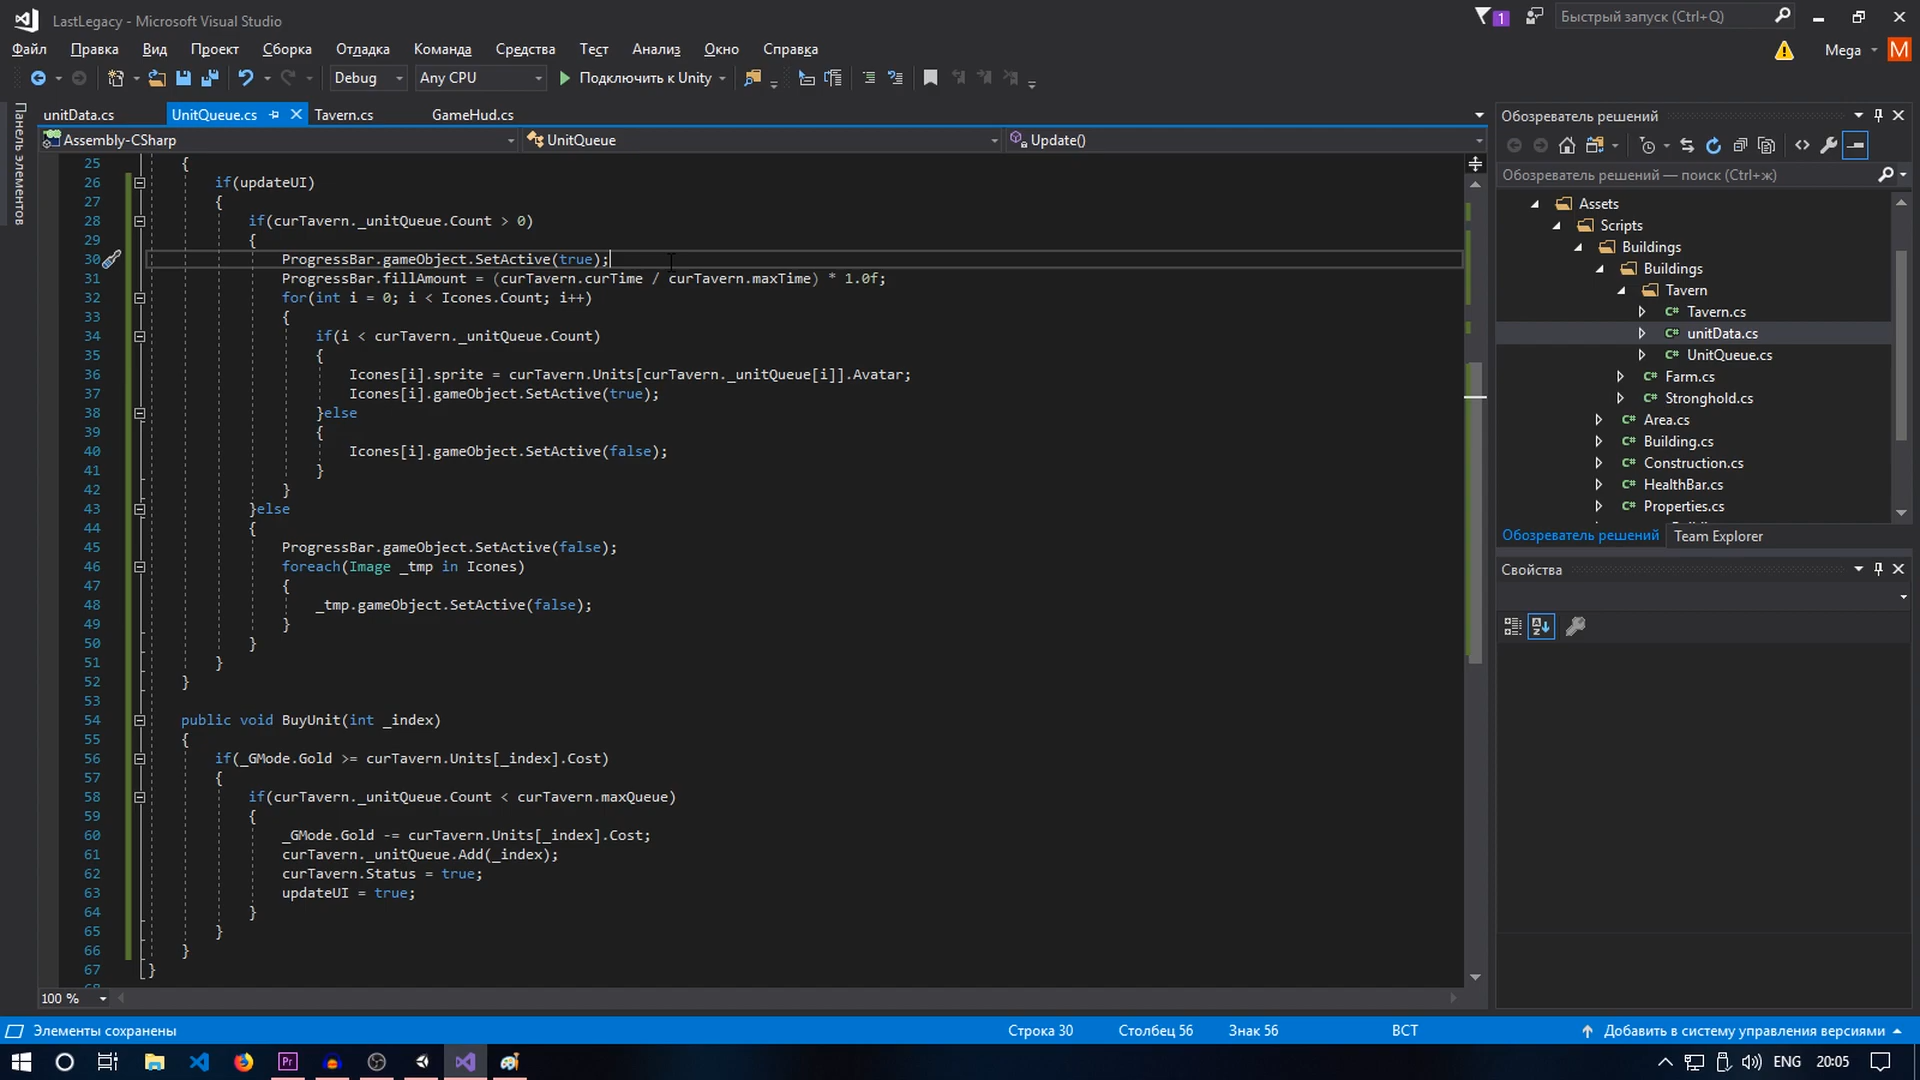 LastLegacy - Microsoft Visual Studio
1
Быстрый запуск (Ctrl+Q)
Файл Правка Вид Проект Сборка Отладка Команда Средства Тест Анализ Окно Справка
Mega M
Debug Any CPU Подключить к Unity
Панель элементов
unitData.cs UnitQueue.cs Tavern.cs GameHud.cs
Assembly-CSharp UnitQueue Update()
25 {
26 if(updateUI)
27 {
28 if(curTavern._unitQueue.Count > 0)
29 {
30 ProgressBar.gameObject.SetActive(true);
31 ProgressBar.fillAmount = (curTavern.curTime / curTavern.maxTime) * 1.0f;
32 for(int i = 0; i < Icones.Count; i++)
33 {
34 if(i < curTavern._unitQueue.Count)
35 {
36 Icones[i].sprite = curTavern.Units[curTavern._unitQueue[i]].Avatar;
37 Icones[i].gameObject.SetActive(true);
38 }else
39 {
40 Icones[i].gameObject.SetActive(false);
41 }
42 }
43 }else
44 {
45 ProgressBar.gameObject.SetActive(false);
46 foreach(Image _tmp in Icones)
47 {
48 _tmp.gameObject.SetActive(false);
49 }
50 }
51 }
52 }
53
54 public void BuyUnit(int _index)
55 {
56 if(_GMode.Gold >= curTavern.Units[_index].Cost)
57 {
58 if(curTavern._unitQueue.Count < curTavern.maxQueue)
59 {
60 _GMode.Gold -= curTavern.Units[_index].Cost;
61 curTavern._unitQueue.Add(_index);
62 curTavern.Status = true;
63 updateUI = true;
64 }
65 }
66 }
67 }
100 %
Обозреватель решений
Обозреватель решений — поиск (Ctrl+ж)
Assets
Scripts
Buildings
Buildings
Tavern
C# Tavern.cs
C# unitData.cs
C# UnitQueue.cs
C# Farm.cs
C# Stronghold.cs
C# Area.cs
C# Building.cs
C# Construction.cs
C# HealthBar.cs
C# Properties.cs
Обозреватель решений Team Explorer
Свойства
Элементы сохранены Строка 30 Столбец 56 Знак 56 ВСТ Добавить в систему управления версиями
Pr ENG 20:05